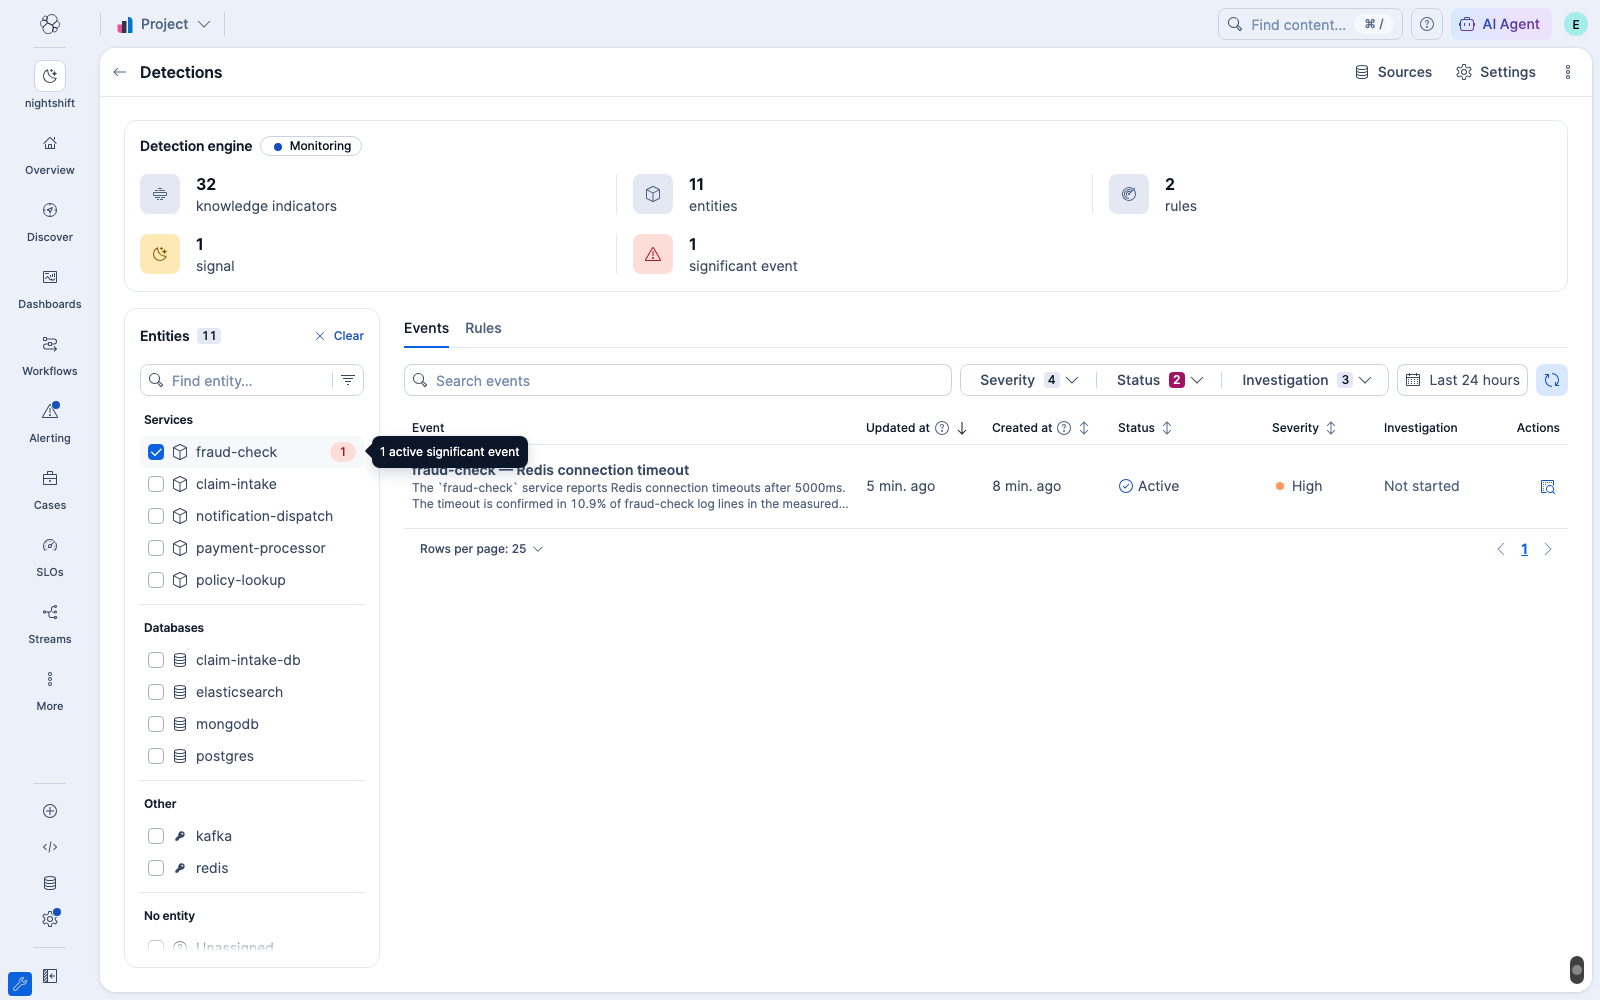 Project
Find content...
⌘ /
AI Agent
E
nightshift
Overview
Discover
Dashboards
Workflows
Alerting
Cases
SLOs
Streams
More
Detections
Sources
Settings
Detection engine
Monitoring
32
knowledge indicators
11
entities
2
rules
1
signal
1
significant event
Entities 11
Clear
Find entity...
Services
fraud-check
1
1 active significant event
claim-intake
notification-dispatch
payment-processor
policy-lookup
Databases
claim-intake-db
elasticsearch
mongodb
postgres
Other
kafka
redis
No entity
Unassigned
Events
Rules
Search events
Severity 4
Status 2
Investigation 3
Last 24 hours
Event
Updated at
Created at
Status
Severity
Investigation
Actions
fraud-check — Redis connection timeout
The `fraud-check` service reports Redis connection timeouts after 5000ms.
The timeout is confirmed in 10.9% of fraud-check log lines in the measured...
5 min. ago
8 min. ago
Active
High
Not started
Rows per page: 25
1